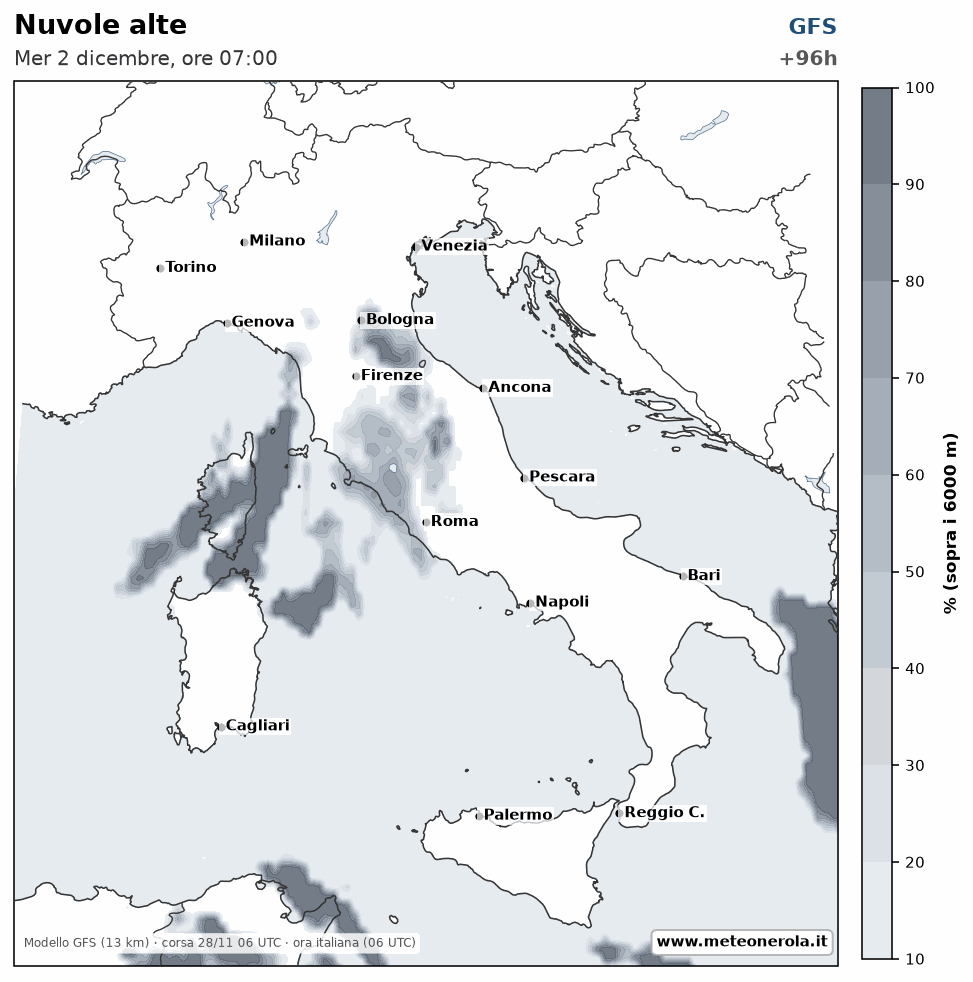 Nuvole alte
GFS
Mer 2 dicembre, ore 07:00
+96h
100
90
80
70
60
50
40
30
20
10
% (sopra i 6000 m)
Milano
Venezia
Torino
Genova
Bologna
Firenze
Ancona
Pescara
Roma
Bari
Napoli
Cagliari
Palermo
Reggio C.
Modello GFS (13 km) · corsa 28/11 06 UTC · ora italiana (06 UTC)
www.meteonerola.it